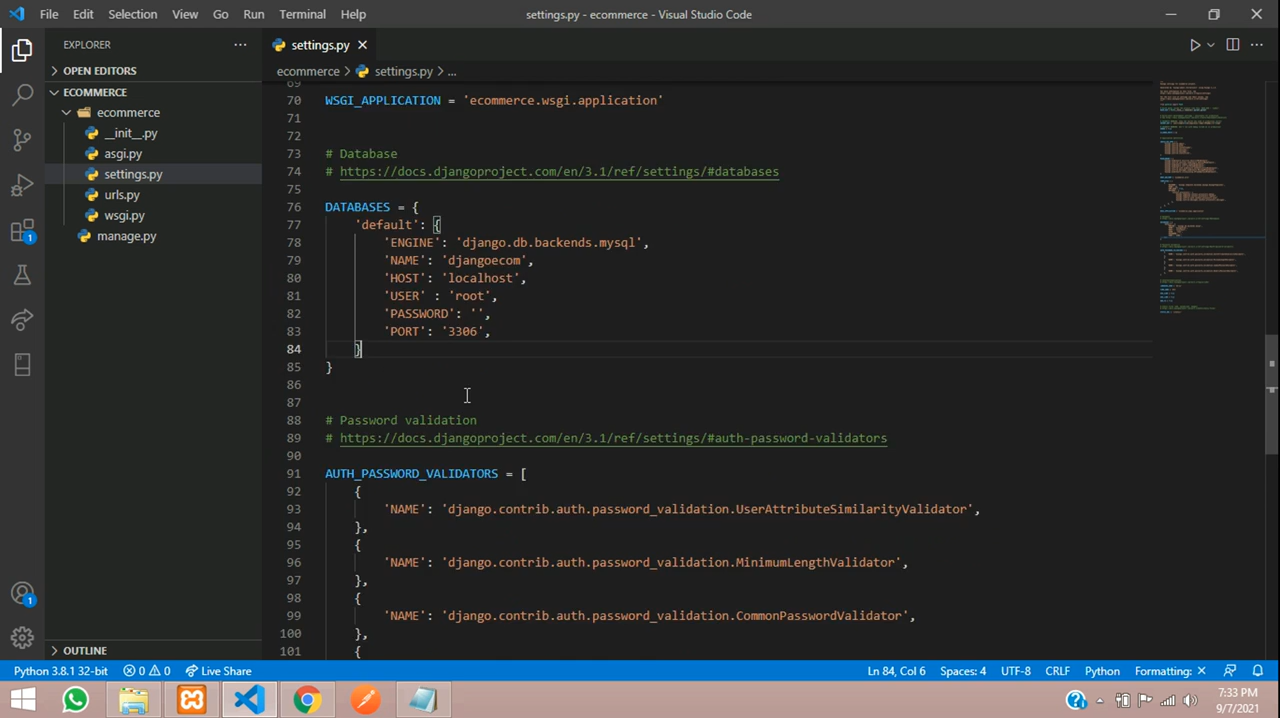 File Edit Selection View Go Run Terminal Help
settings.py - ecommerce - Visual Studio Code
EXPLORER
settings.py
OPEN EDITORS
ecommerce > settings.py > ...
ECOMMERCE
ecommerce
__init__.py
asgi.py
settings.py
urls.py
wsgi.py
manage.py
69
70 WSGI_APPLICATION = 'ecommerce.wsgi.application'
71
72
73 # Database
74 # https://docs.djangoproject.com/en/3.1/ref/settings/#databases
75
76 DATABASES = {
77 'default': {
78 'ENGINE': 'django.db.backends.mysql',
79 'NAME': 'djangoecom',
80 'HOST': 'localhost',
81 'USER' : 'root',
82 'PASSWORD': '',
83 'PORT': '3306',
84 }
85 }
86
87
88 # Password validation
89 # https://docs.djangoproject.com/en/3.1/ref/settings/#auth-password-validators
90
91 AUTH_PASSWORD_VALIDATORS = [
92 {
93 'NAME': 'django.contrib.auth.password_validation.UserAttributeSimilarityValidator',
94 },
95 {
96 'NAME': 'django.contrib.auth.password_validation.MinimumLengthValidator',
97 },
98 {
99 'NAME': 'django.contrib.auth.password_validation.CommonPasswordValidator',
100 },
101 {
OUTLINE
1
1
Python 3.8.1 32-bit 0 0 Live Share
Ln 84, Col 6 Spaces: 4 UTF-8 CRLF Python Formatting: ×
7:33 PM
9/7/2021